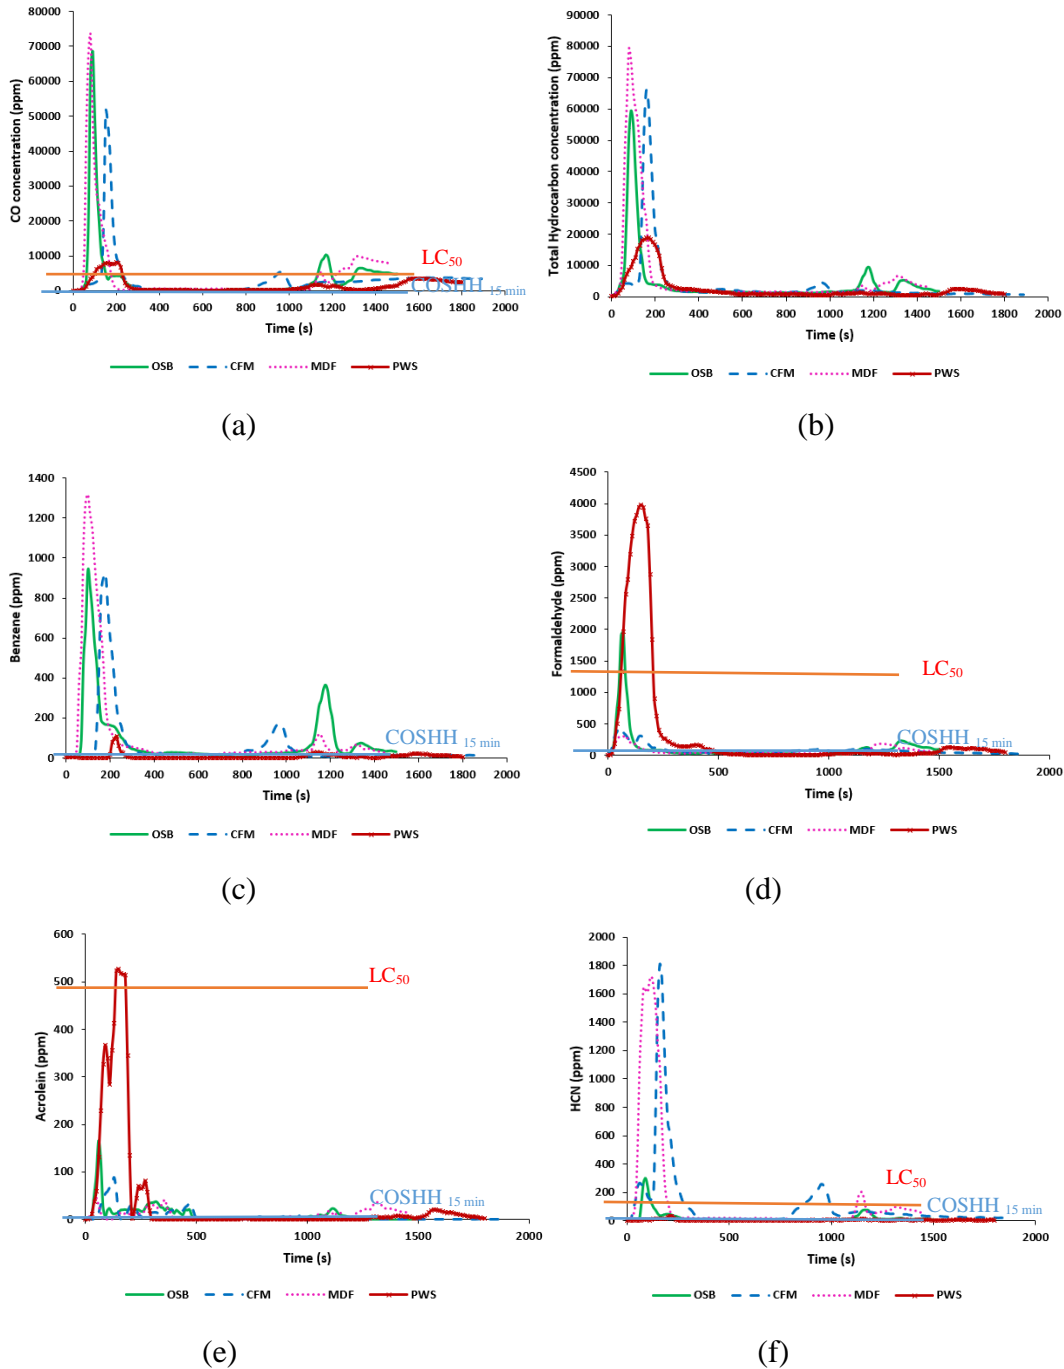 80000
70000
60000
50000
40000
30000
20000
10000
0
CO concentration (ppm)
LC50
COSHH 15 min
0 200 400 600 800 1000 1200 1400 1600 1800 2000
Time (s)
OSB CFM MDF PWS
(a)
90000
80000
70000
60000
50000
40000
30000
20000
10000
0
Total Hydrocarbon concentration (ppm)
0 200 400 600 800 1000 1200 1400 1600 1800 2000
Time (s)
OSB CFM MDF PWS
(b)
1400
1200
1000
800
600
400
200
0
Benzene (ppm)
COSHH 15 min
0 200 400 600 800 1000 1200 1400 1600 1800 2000
Time (s)
OSB CFM MDF PWS
(c)
4500
4000
3500
3000
2500
2000
1500
1000
500
0
Formaldehyde (ppm)
LC50
COSHH 15 min
0 500 1000 1500 2000
Time (s)
OSB CFM MDF PWS
(d)
600
500
400
300
200
100
0
Acrolein (ppm)
LC50
COSHH 15 min
0 500 1000 1500 2000
Time (s)
OSB CFM MDF PWS
(e)
2000
1800
1600
1400
1200
1000
800
600
400
200
0
HCN (ppm)
LC50
COSHH 15 min
0 500 1000 1500 2000
Time (s)
OSB CFM MDF PWS
(f)